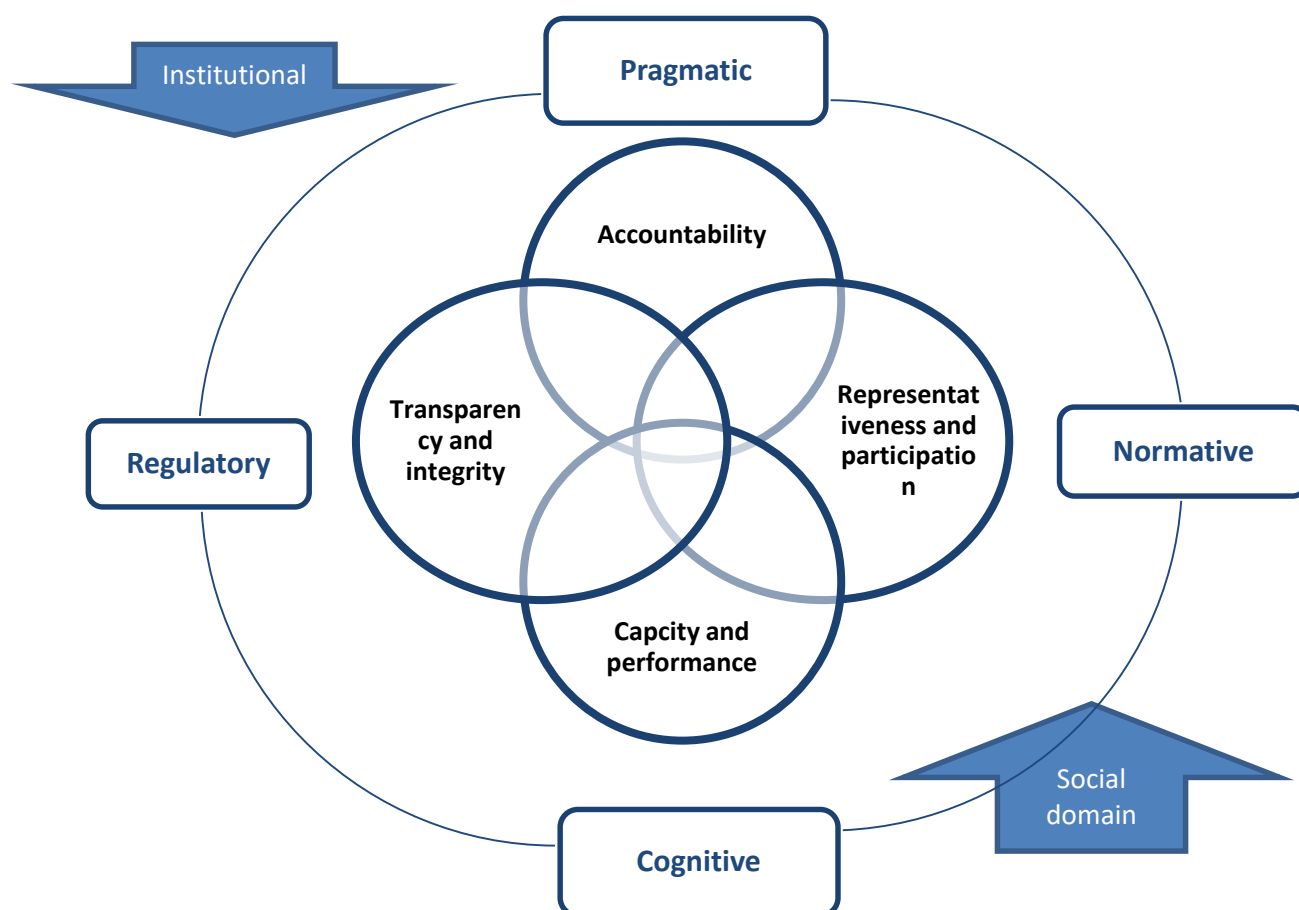 Institutional
Pragmatic
Accountability
Transparen
cy and
integrity
Representat
iveness and
participatio
n
Regulatory
Normative
Capcity and
performance
Social
domain
Cognitive